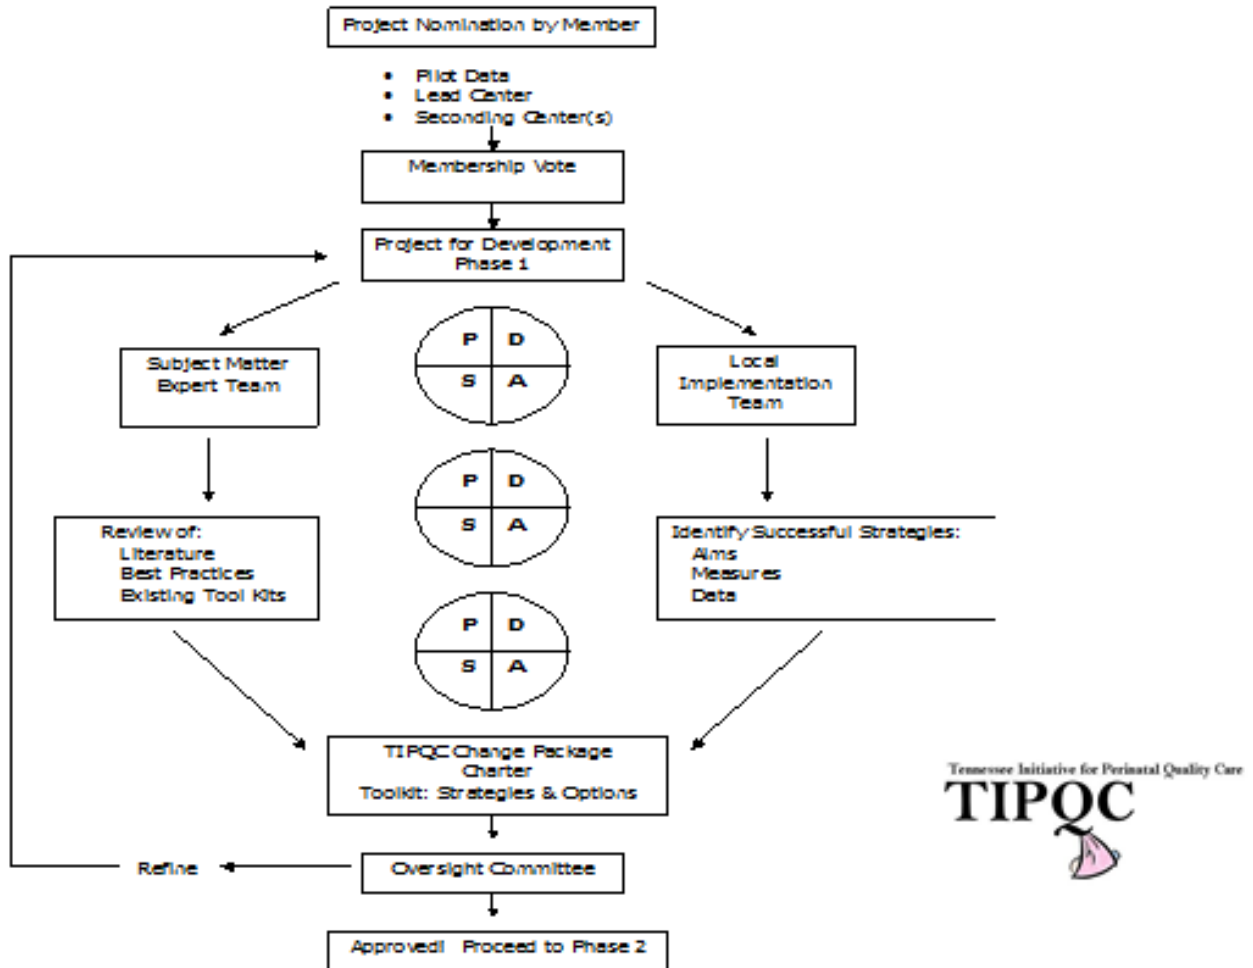 Project Nomination by Member
• Pilot Data
• Lead Center
• Seconding Center(s)
Membership Vote
Project for Development
Phase 1
P D
S A
Subject Matter
Expert Team
Local
Implementation
Team
P D
S A
Review of:
Literature
Best Practices
Existing Tool Kits
Identify Successful Strategies:
Aims
Measures
Data
P D
S A
TIPQC Change Package
Charter
Toolkit: Strategies & Options
Refine
Oversight Committee
Approved! Proceed to Phase 2
Tennessee Initiative for Perinatal Quality Care
TIPQC